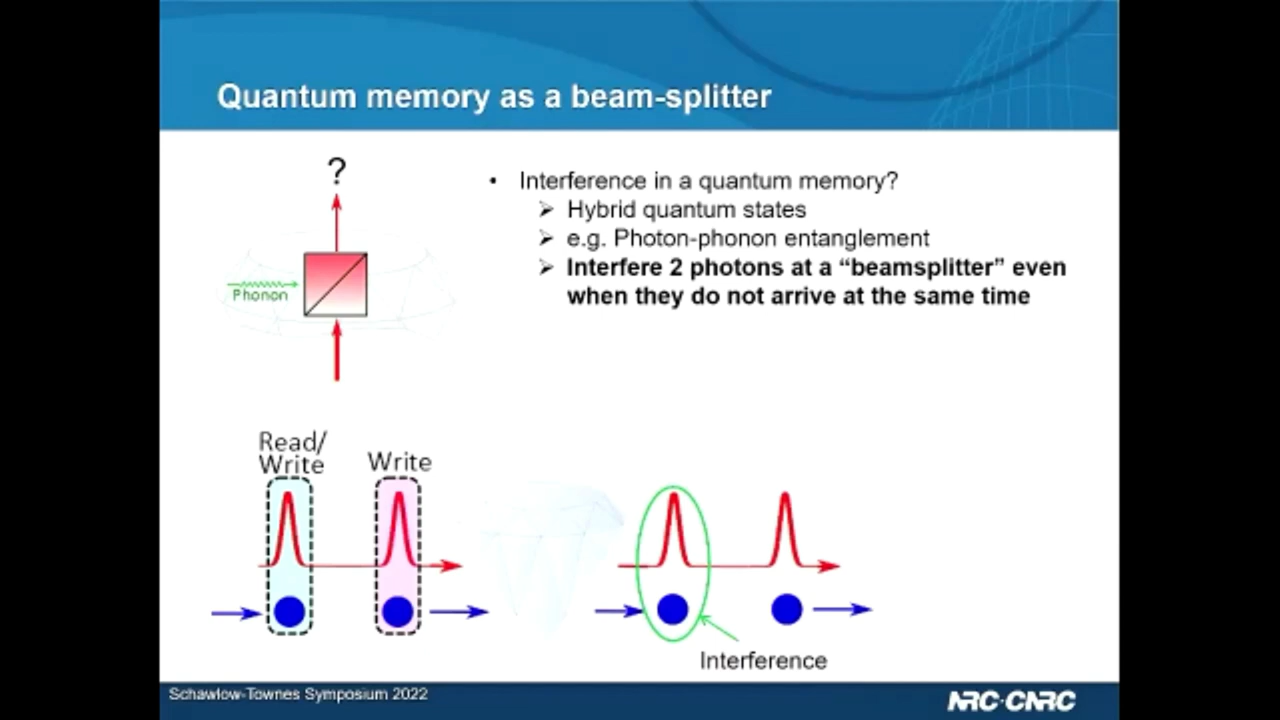 Quantum memory as a beam-splitter
?
Phonon
• Interference in a quantum memory?
➢ Hybrid quantum states
➢ e.g. Photon-phonon entanglement
➢ Interfere 2 photons at a “beamsplitter” even
when they do not arrive at the same time
Read/
Write
Write
Interference
Schawlow-Townes Symposium 2022
NRC·CNRC